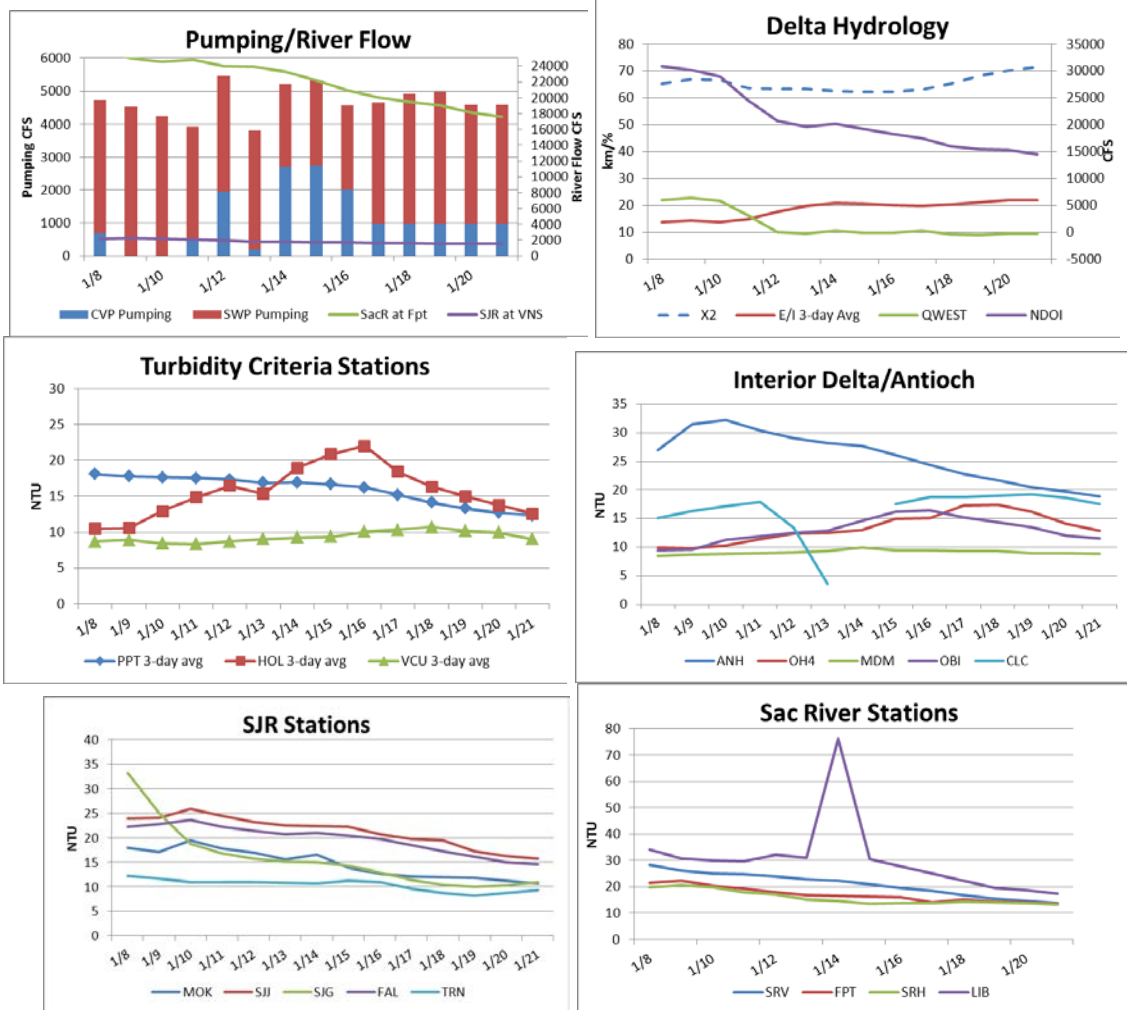 Pumping/River Flow
Pumping CFS
6000
5000
4000
3000
2000
1000
0
24000
22000
20000
18000
16000
14000
12000
10000
8000
6000
4000
2000
0
River Flow CFS
1/8 1/10 1/12 1/14 1/16 1/18 1/20
CVP Pumping SWP Pumping SacR at Fpt SJR at VNS
Delta Hydrology
km/%
80
70
60
50
40
30
20
10
0
35000
30000
25000
20000
15000
10000
5000
0
-5000
CFS
1/8 1/10 1/12 1/14 1/16 1/18 1/20
X2 E/I 3-day Avg QWEST NDOI
Turbidity Criteria Stations
NTU
30
25
20
15
10
5
0
1/8 1/9 1/10 1/11 1/12 1/13 1/14 1/15 1/16 1/17 1/18 1/19 1/20 1/21
PPT 3-day avg HOL 3-day avg VCU 3-day avg
Interior Delta/Antioch
NTU
35
30
25
20
15
10
5
0
1/8 1/9 1/10 1/11 1/12 1/13 1/14 1/15 1/16 1/17 1/18 1/19 1/20 1/21
ANH OH4 MDM OBI CLC
SJR Stations
NTU
40
35
30
25
20
15
10
5
0
1/8 1/9 1/10 1/11 1/12 1/13 1/14 1/15 1/16 1/17 1/18 1/19 1/20 1/21
MOK SJJ SJG FAL TRN
Sac River Stations
NTU
80
70
60
50
40
30
20
10
0
1/8 1/10 1/12 1/14 1/16 1/18 1/20
SRV FPT SRH LIB